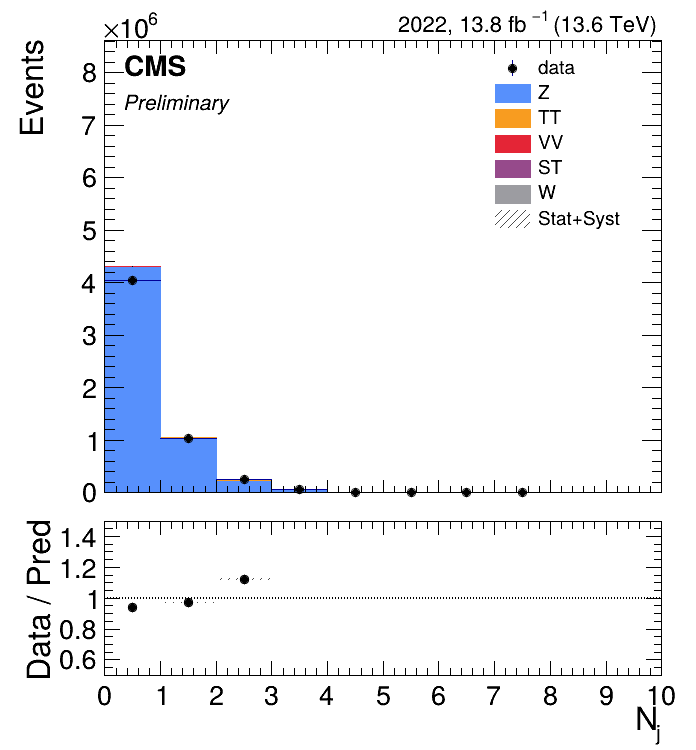 ×10⁶
2022, 13.8 fb⁻¹ (13.6 TeV)
Events
CMS
Preliminary
data
Z
TT
VV
ST
W
Stat+Syst
8
7
6
5
4
3
2
1
0
Data / Pred
1.4
1.2
1
0.8
0.6
0 1 2 3 4 5 6 7 8 9 10
Nⱼ